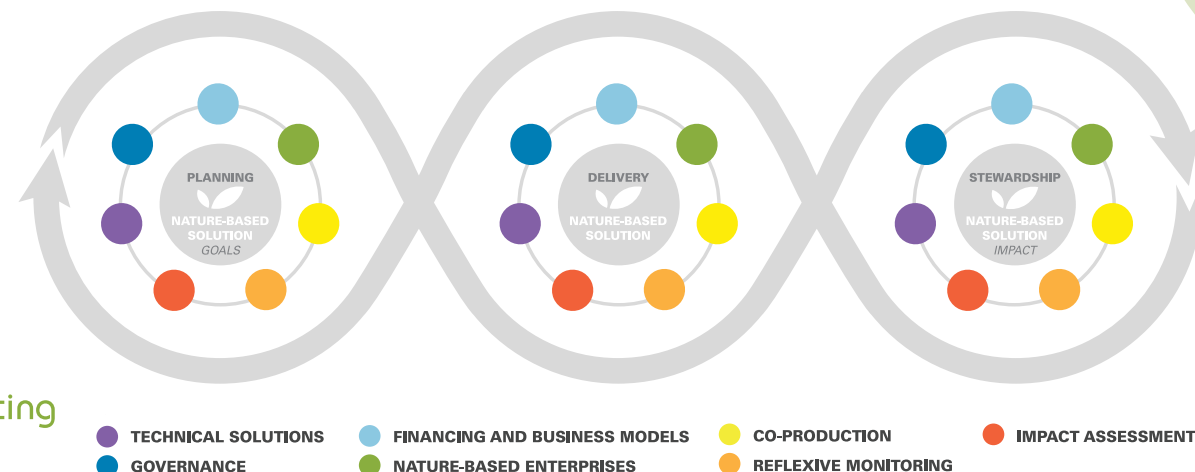 PLANNING
NATURE-BASED
SOLUTION
GOALS
DELIVERY
NATURE-BASED
SOLUTION
STEWARDSHIP
NATURE-BASED
SOLUTION
IMPACT
ting
TECHNICAL SOLUTIONS
FINANCING AND BUSINESS MODELS
CO-PRODUCTION
IMPACT ASSESSMENT
GOVERNANCE
NATURE-BASED ENTERPRISES
REFLEXIVE MONITORING